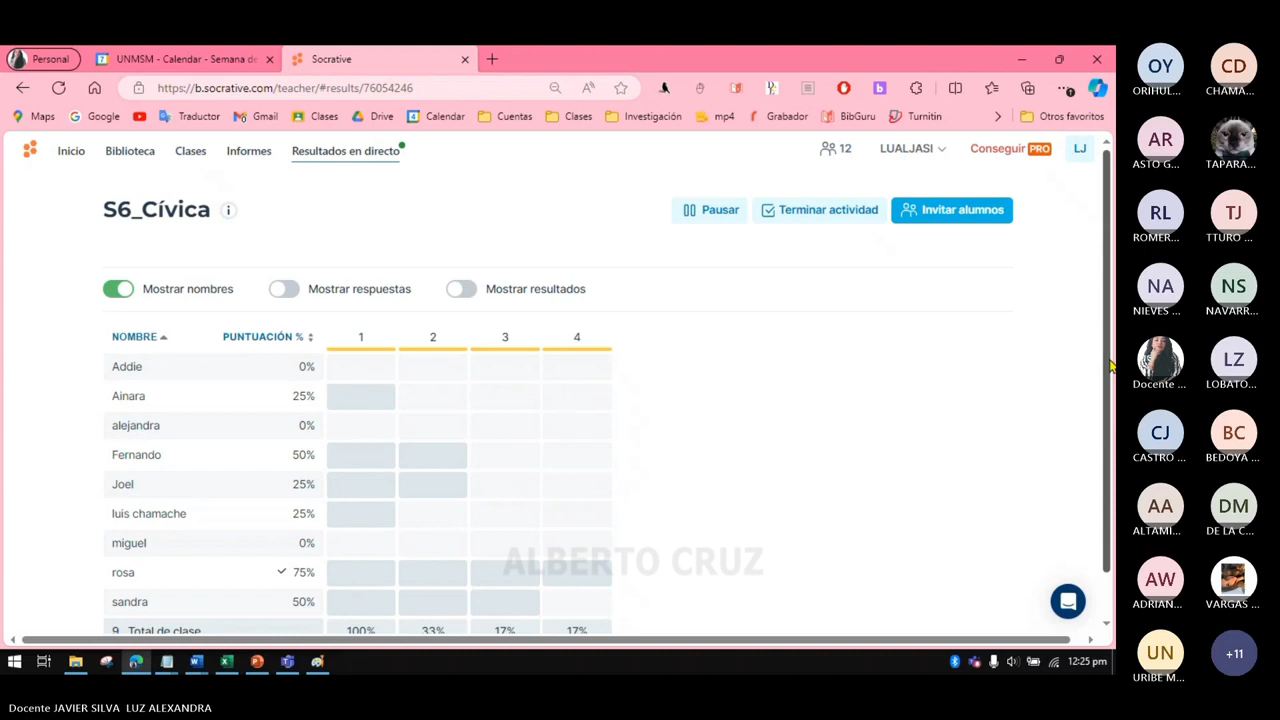 Personal
UNMSM - Calendar - Semana de
Socrative
https://b.socrative.com/teacher/#results/76054246
Maps
Google
Traductor
Gmail
Clases
Drive
Calendar
Cuentas
Clases
Investigación
mp4
Grabador
BibGuru
Turnitin
Otros favoritos
Inicio
Biblioteca
Clases
Informes
Resultados en directo
12
LUALJASI
Conseguir PRO
LJ
S6_Cívica
Pausar
Terminar actividad
Invitar alumnos
Mostrar nombres
Mostrar respuestas
Mostrar resultados
NOMBRE PUNTUACIÓN % 1 2 3 4
Addie 0%
Ainara 25%
alejandra 0%
Fernando 50%
Joel 25%
luis chamache 25%
miguel 0%
rosa 75%
sandra 50%
9 Total de clase 100% 33% 17% 17%
ALBERTO CRUZ
12:25 pm
OY
ORIHUL...
CD
CHAMA...
AR
ASTO G...
TAPARA...
RL
ROMER...
TJ
TTURO ...
NA
NIEVES ...
NS
NAVARR...
Docente ...
LZ
LOBATO...
CJ
CASTRO ...
BC
BEDOYA ...
AA
ALTAMI...
DM
DE LA C...
AW
ADRIAN...
VARGAS ...
UN
URIBE M...
+11
Docente JAVIER SILVA LUZ ALEXANDRA